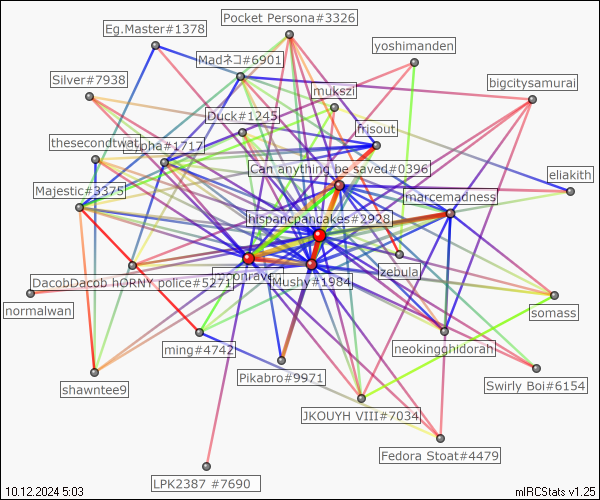 Pocket Persona#3326
Eg.Master#1378
yoshimanden
Madネコ#6901
Silver#7938
bigcitysamurai
mukszi
Duck#1245
frisout
thesecondtwat
#1717
Can anything be saved#0396
eliakith
Majestic#3375
marcemadness
hispanicpancakes#2928
zebula
DacobDacob hORNY police#5271
Mushy#1984
normalwan
somass
ming#4742
neokingghidorah
Pikabro#9971
shawntee9
Swirly Boi#6154
JKOUYH VIII#7034
Fedora Stoat#4479
LPK2387 #7690
10.12.2024 5:03
mIRCStats v1.25